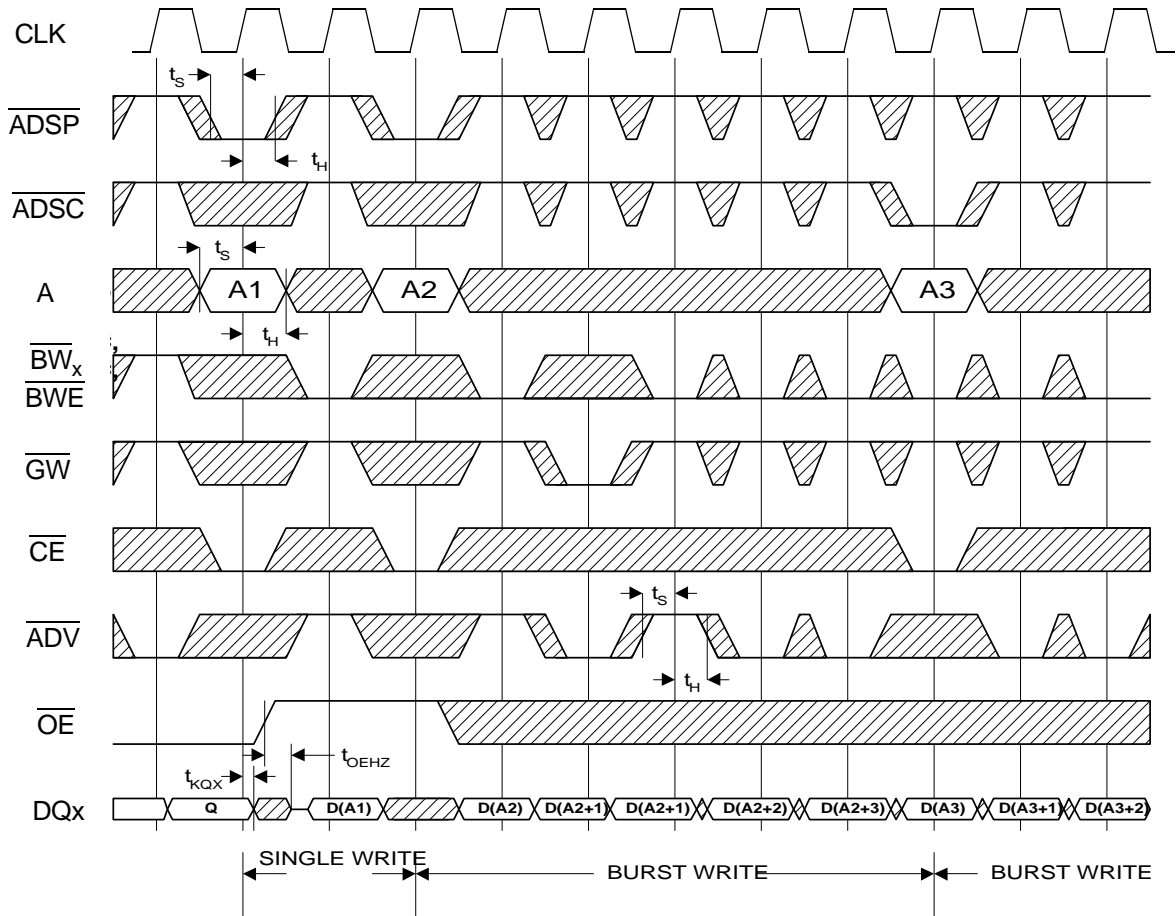 CLK
tS
ADSP
tH
ADSC
tS
A A1 A2 A3
tH
BWx,
BWE
GW
CE
tS
ADV
tH
OE
tOEHZ
tKQX
DQx Q D(A1) D(A2) D(A2+1) D(A2+1) D(A2+2) D(A2+3) D(A3) D(A3+1) D(A3+2)
SINGLE WRITE BURST WRITE BURST WRITE